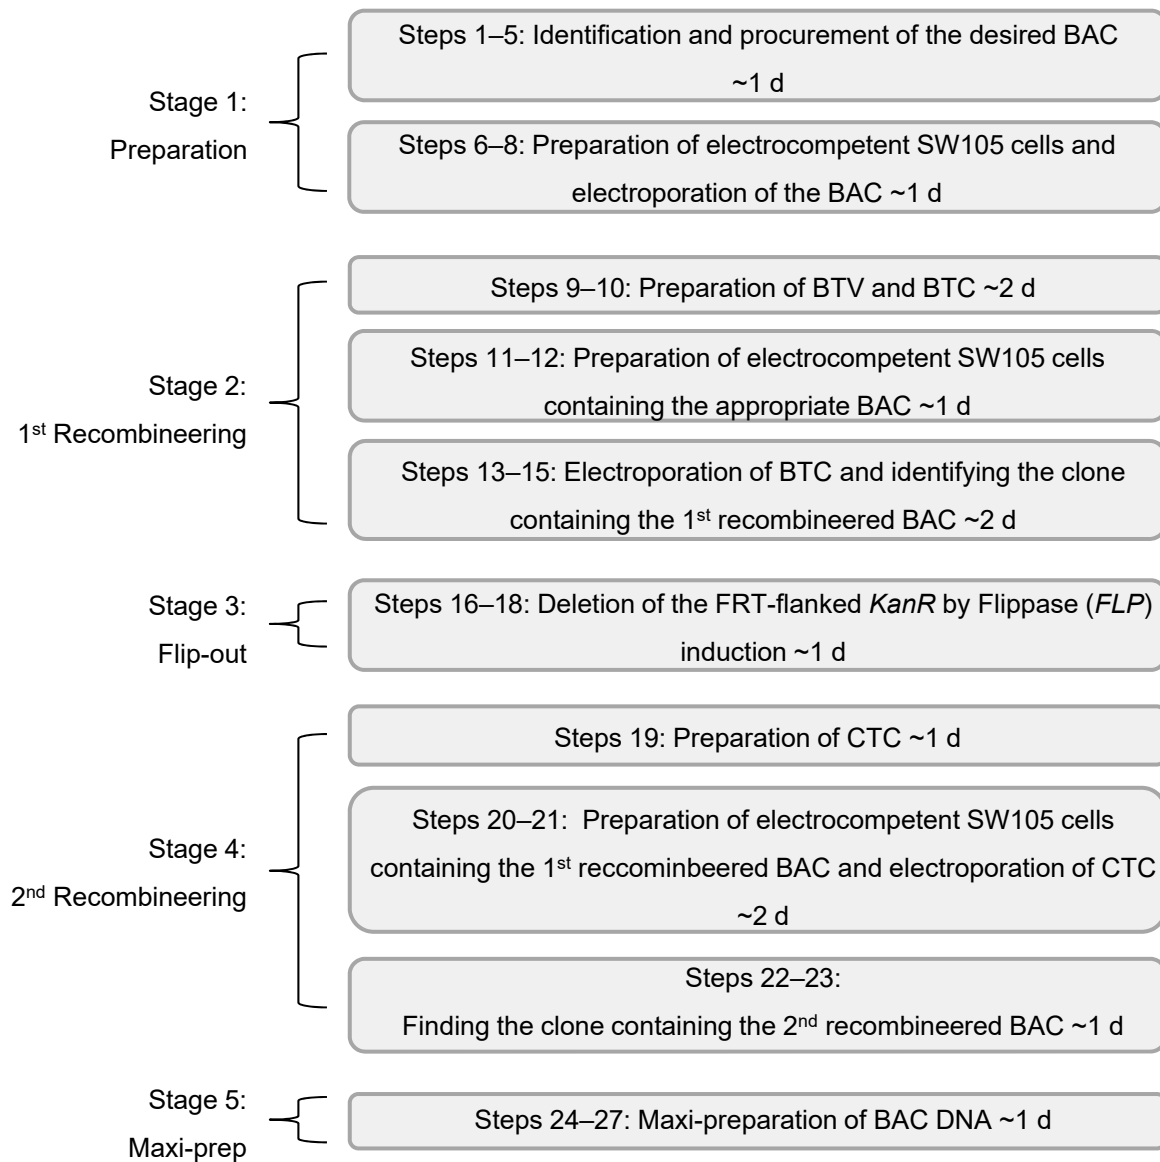 Stage 1:
Preparation
Steps 1–5: Identification and procurement of the desired BAC
~1 d
Steps 6–8: Preparation of electrocompetent SW105 cells and
electroporation of the BAC ~1 d
Stage 2:
1st Recombineering
Steps 9–10: Preparation of BTV and BTC ~2 d
Steps 11–12: Preparation of electrocompetent SW105 cells
containing the appropriate BAC ~1 d
Steps 13–15: Electroporation of BTC and identifying the clone
containing the 1st recombineered BAC ~2 d
Stage 3:
Flip-out
Steps 16–18: Deletion of the FRT-flanked KanR by Flippase (FLP)
induction ~1 d
Stage 4:
2nd Recombineering
Steps 19: Preparation of CTC ~1 d
Steps 20–21: Preparation of electrocompetent SW105 cells
containing the 1st reccominbeered BAC and electroporation of CTC
~2 d
Steps 22–23:
Finding the clone containing the 2nd recombineered BAC ~1 d
Stage 5:
Maxi-prep
Steps 24–27: Maxi-preparation of BAC DNA ~1 d